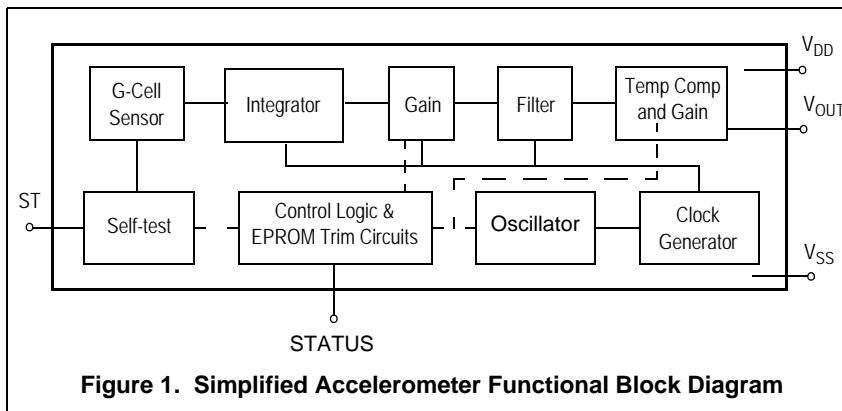 G-Cell
Sensor
Integrator
Gain
Filter
Temp Comp
and Gain
VDD
VOUT
ST
Self-test
Control Logic &
EPROM Trim Circuits
Oscillator
Clock
Generator
VSS
STATUS
Figure 1. Simplified Accelerometer Functional Block Diagram